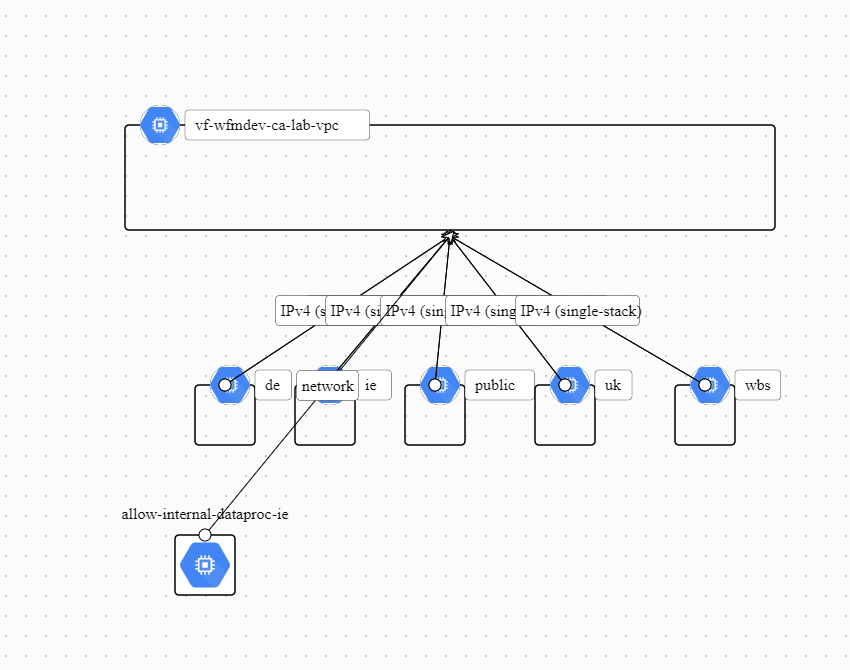 vf-wfmdev-ca-lab-vpc
IPv4 (s
IPv4 (si
IPv4 (sin
IPv4 (sing
IPv4 (single-stack)
de
network
ie
public
uk
wbs
allow-internal-dataproc-ie